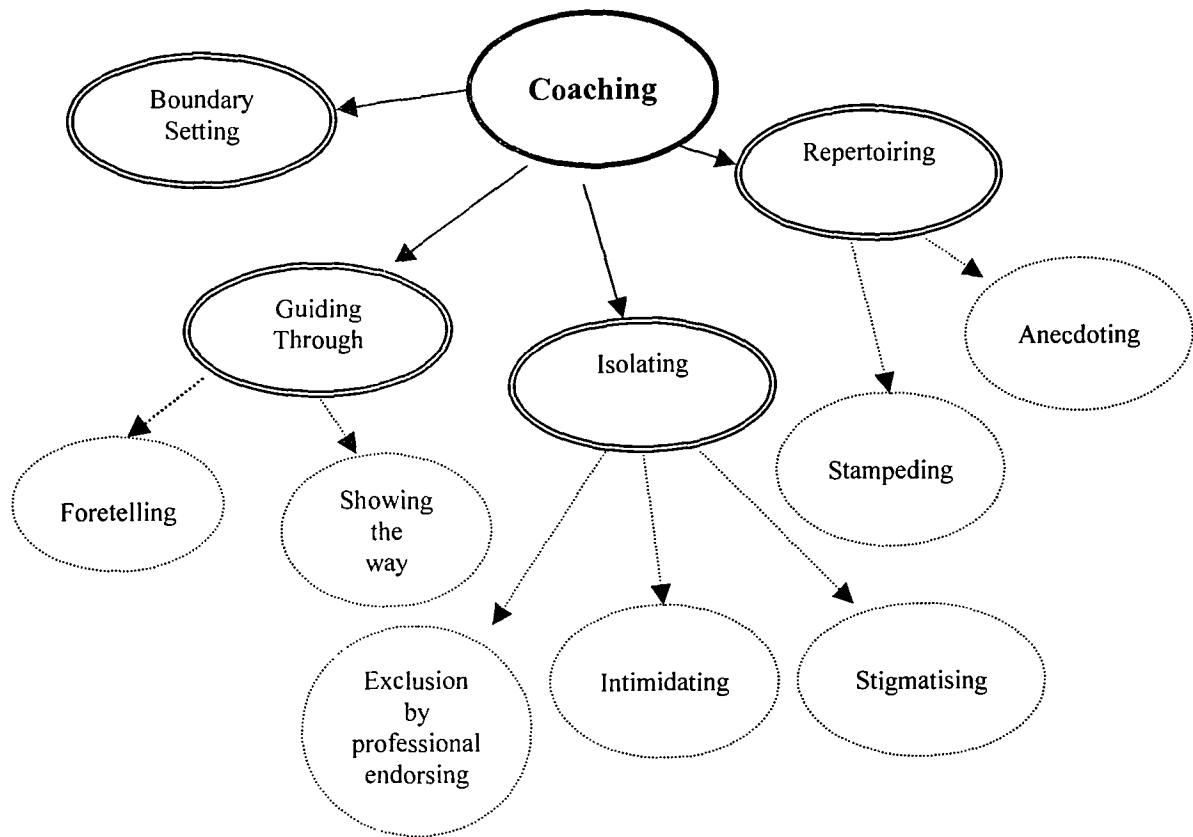 Coaching
Boundary
Setting
Repertoiring
Guiding
Through
Isolating
Anecdoting
Stampeding
Foretelling
Showing
the
way
Exclusion
by
professional
endorsing
Intimidating
Stigmatising